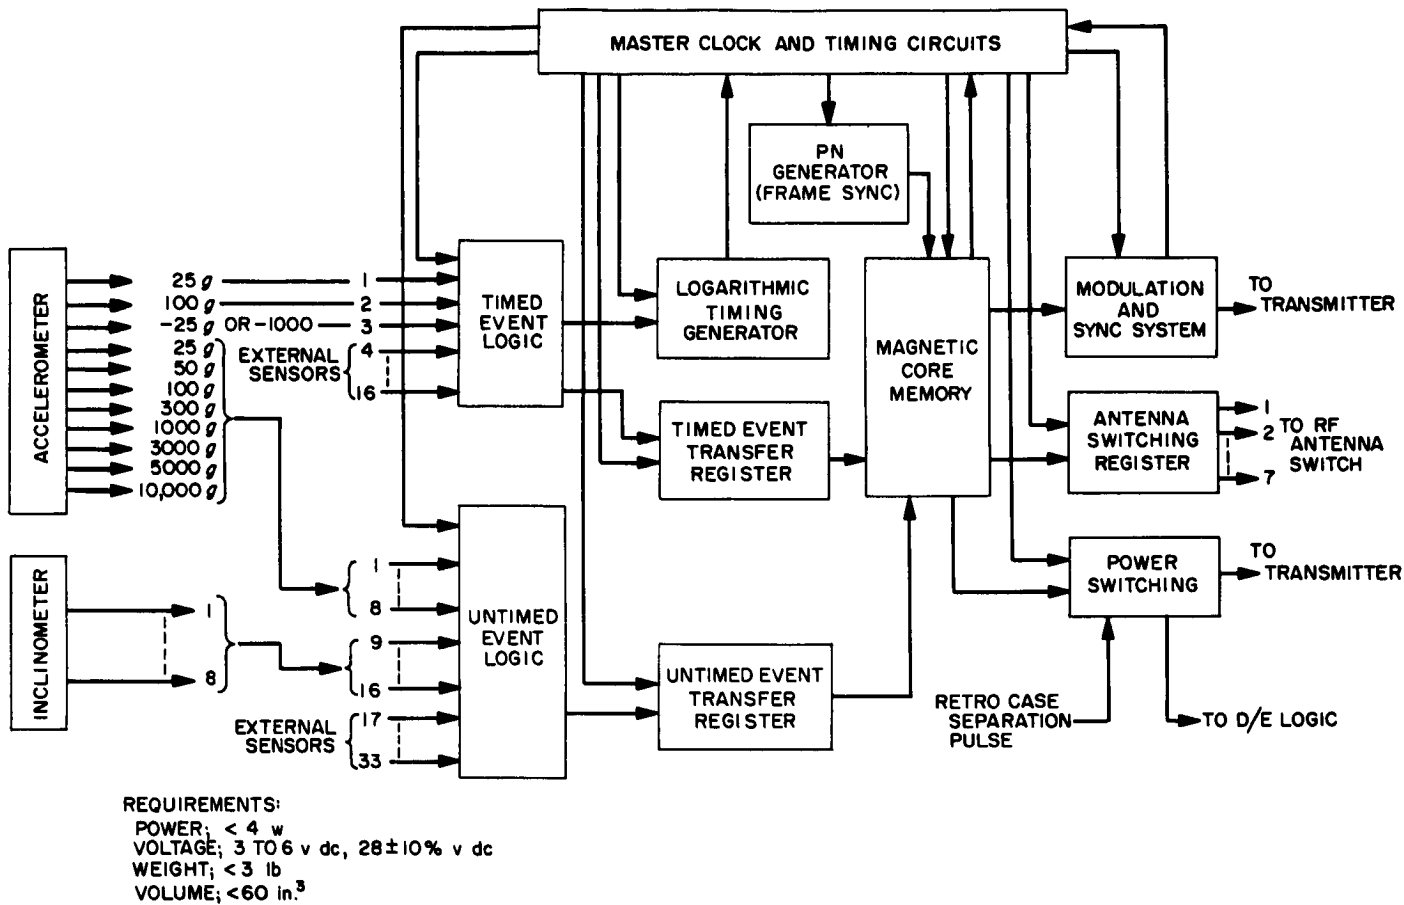 MASTER CLOCK AND TIMING CIRCUITS
PN
GENERATOR
(FRAME SYNC)
ACCELEROMETER
25 g
100 g
-25 g OR -1000
25 g
50 g
100 g
300 g
1000 g
3000 g
5000 g
10,000 g
1
2
3
EXTERNAL
SENSORS
4
16
TIMED
EVENT
LOGIC
LOGARITHMIC
TIMING
GENERATOR
TIMED EVENT
TRANSFER
REGISTER
MAGNETIC
CORE
MEMORY
MODULATION
AND
SYNC SYSTEM
TO
TRANSMITTER
ANTENNA
SWITCHING
REGISTER
1
2
7
TO RF
ANTENNA
SWITCH
POWER
SWITCHING
TO
TRANSMITTER
INCLINOMETER
1
8
1
8
9
16
EXTERNAL
SENSORS
17
33
UNTIMED
EVENT
LOGIC
UNTIMED EVENT
TRANSFER
REGISTER
RETRO CASE
SEPARATION
PULSE
TO D/E LOGIC
REQUIREMENTS:
POWER; < 4 w
VOLTAGE; 3 TO 6 v dc, 28±10% v dc
WEIGHT; <3 lb
VOLUME; <60 in.³